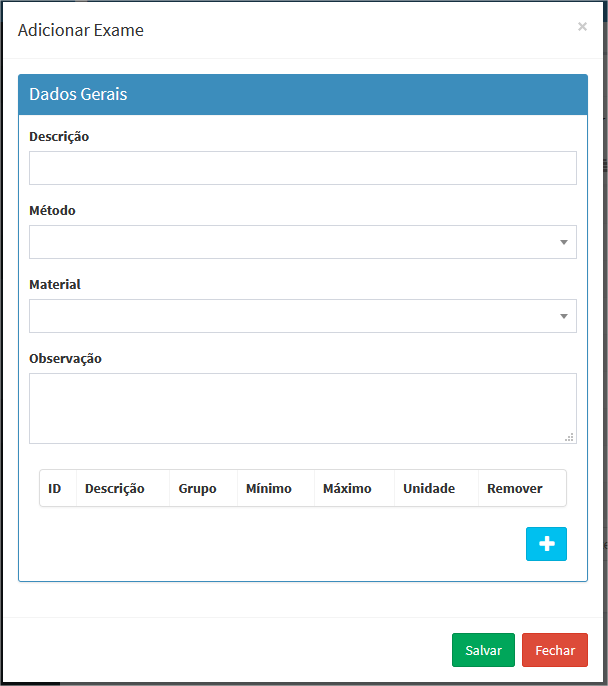 Adicionar Exame ×
Dados Gerais
Descrição
Método
Material
Observação
ID Descrição Grupo Mínimo Máximo Unidade Remover
Salvar Fechar